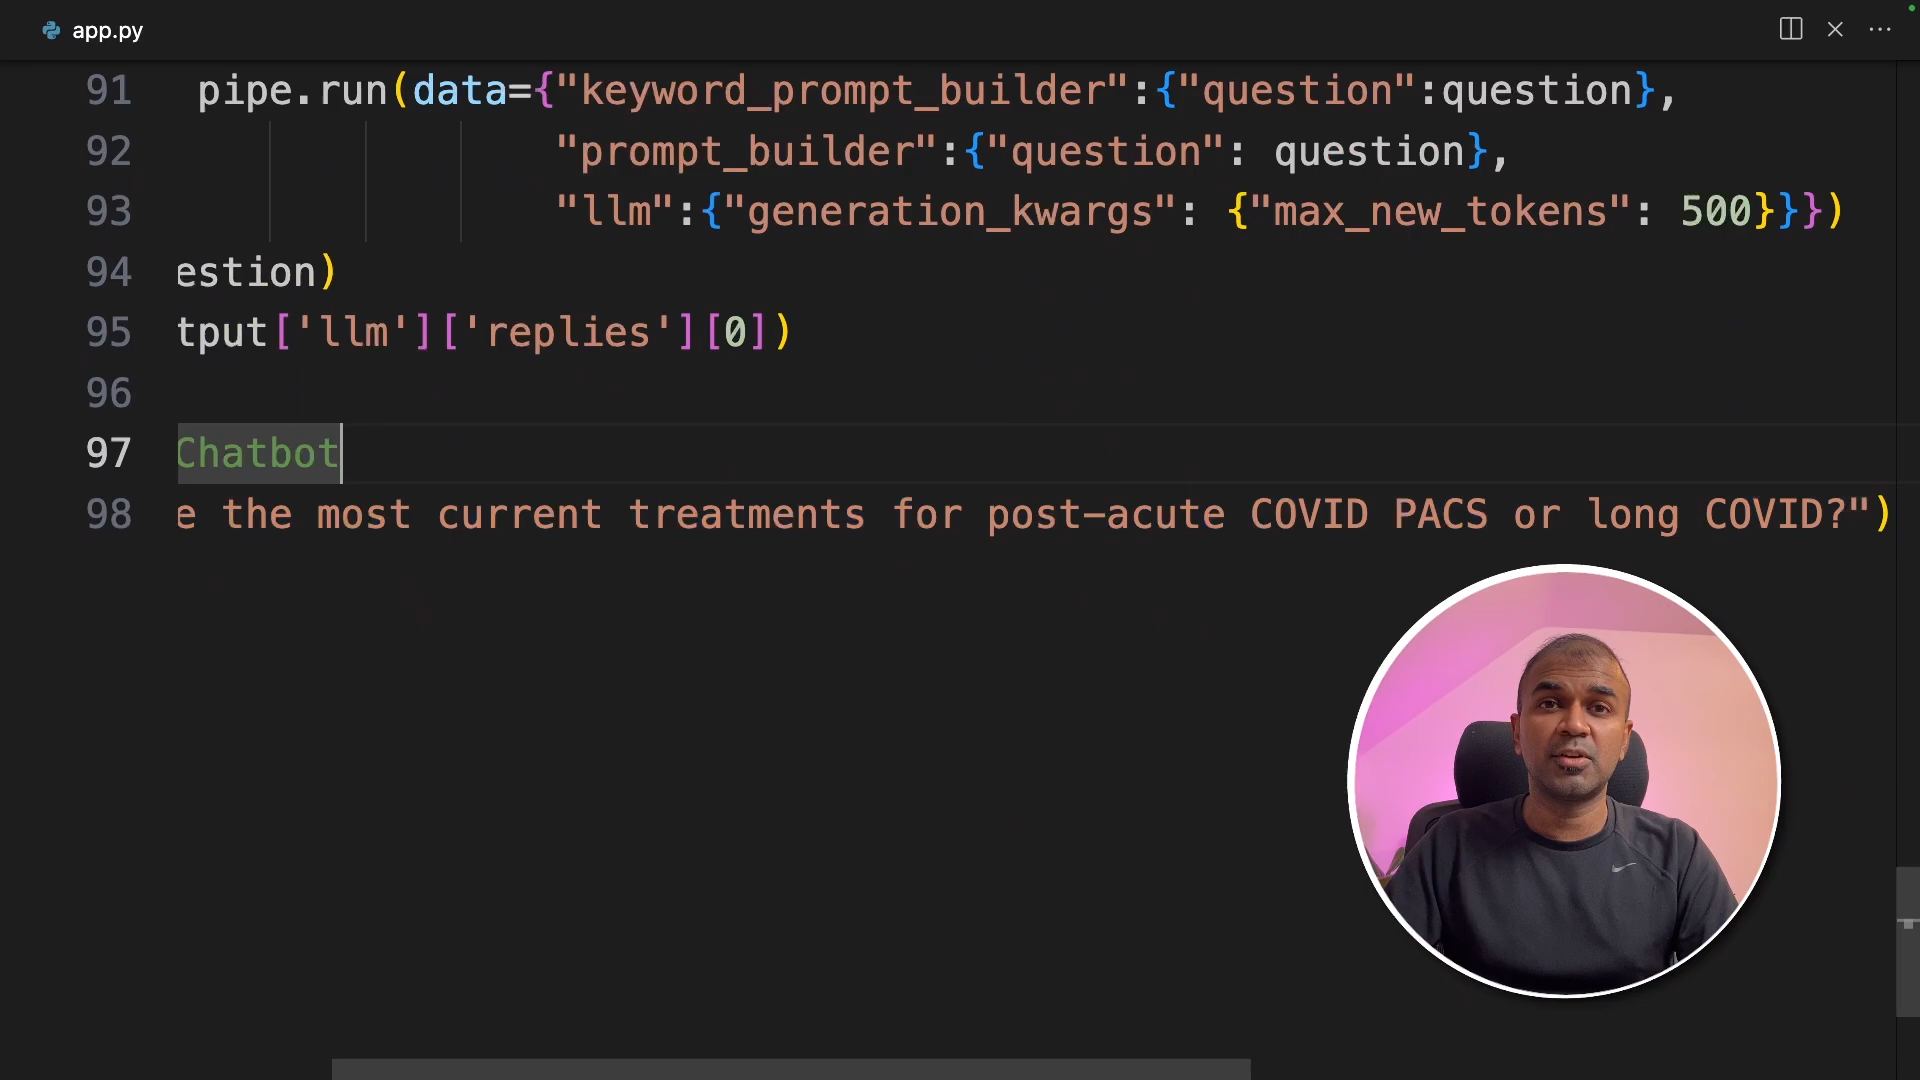 app.py
91 pipe.run(data={"keyword_prompt_builder":{"question":question},
92 "prompt_builder":{"question": question},
93 "llm":{"generation_kwargs": {"max_new_tokens": 500}}})
94 estion)
95 tput['llm']['replies'][0])
96
97 Chatbot
98 e the most current treatments for post-acute COVID PACS or long COVID?")